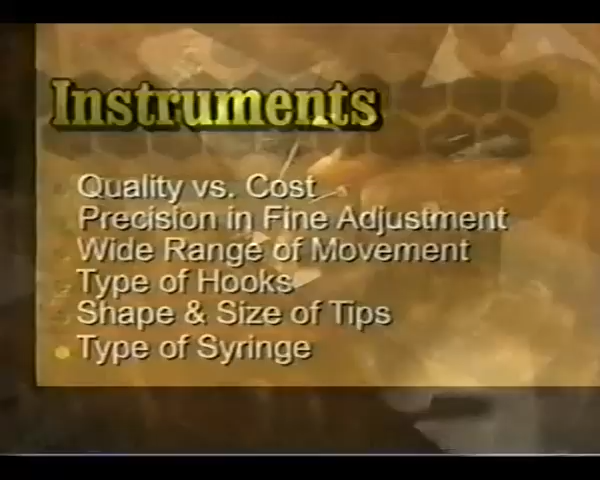 Instruments
Quality vs. Cost
Precision in Fine Adjustment
Wide Range of Movement
Type of Hooks
Shape & Size of Tips
Type of Syringe